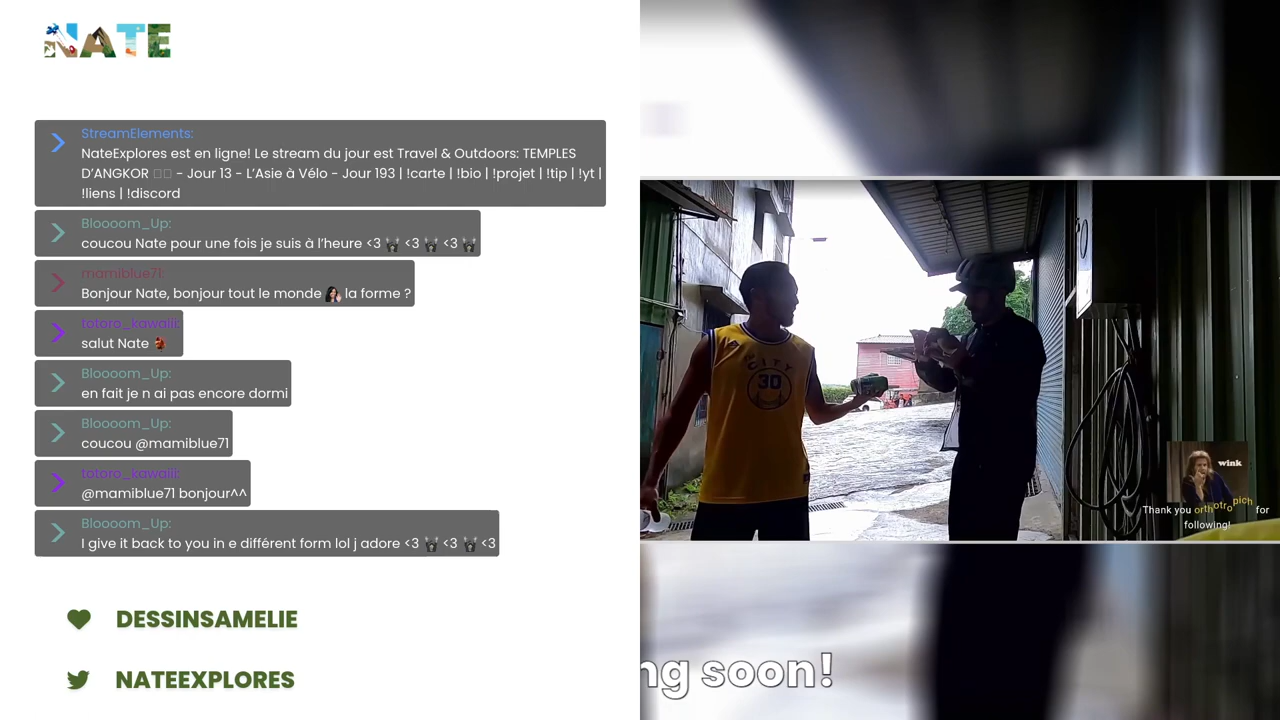 NATE
StreamElements:
NateExplores est en ligne! Le stream du jour est Travel & Outdoors: TEMPLES
D'ANGKOR - Jour 13 - L'Asie à Vélo - Jour 193 | !carte | !bio | !projet | !tip | !yt |
!liens | !discord
Bloooom_Up:
coucou Nate pour une fois je suis à l'heure <3 <3 <3
mamiblue71:
Bonjour Nate, bonjour tout le monde la forme ?
totoro_kawaiii:
salut Nate
Bloooom_Up:
en fait je n ai pas encore dormi
Bloooom_Up:
coucou @mamiblue71
totoro_kawaiii:
@mamiblue71 bonjour^^
Bloooom_Up:
I give it back to you in e différent form lol j adore <3 <3 <3
DESSINSAMELIE
NATEEXPLORES
CITY
30
wink
Thank you orthotropich for
following!
ng soon!